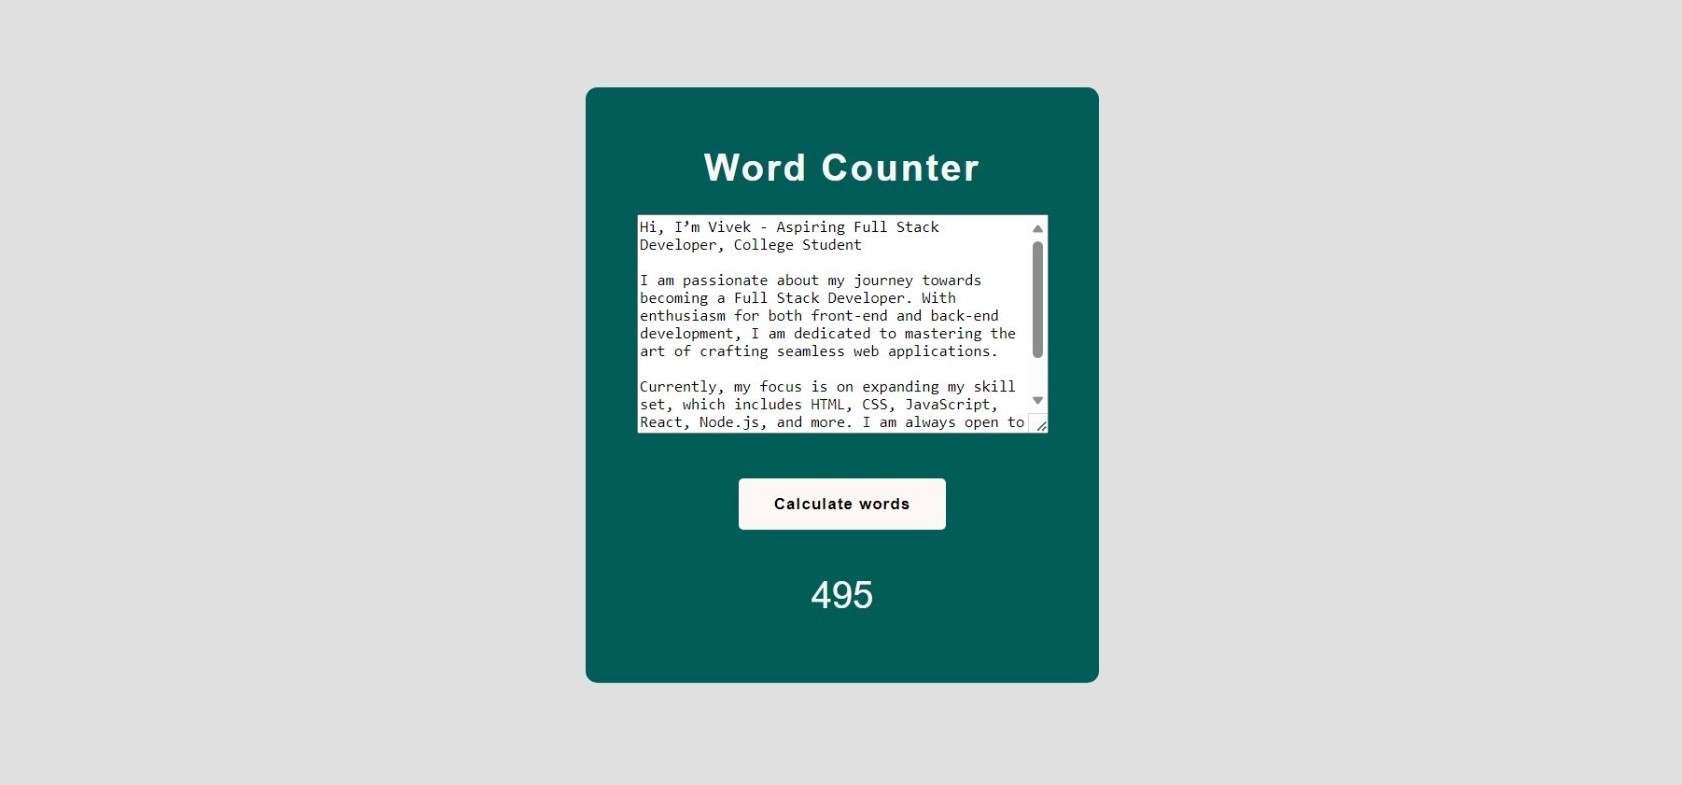 Word Counter
Hi, I’m Vivek - Aspiring Full Stack
Developer, College Student
I am passionate about my journey towards
becoming a Full Stack Developer. With
enthusiasm for both front-end and back-end
development, I am dedicated to mastering the
art of crafting seamless web applications.
Currently, my focus is on expanding my skill
set, which includes HTML, CSS, JavaScript,
React, Node.js, and more. I am always open to
Calculate words
495